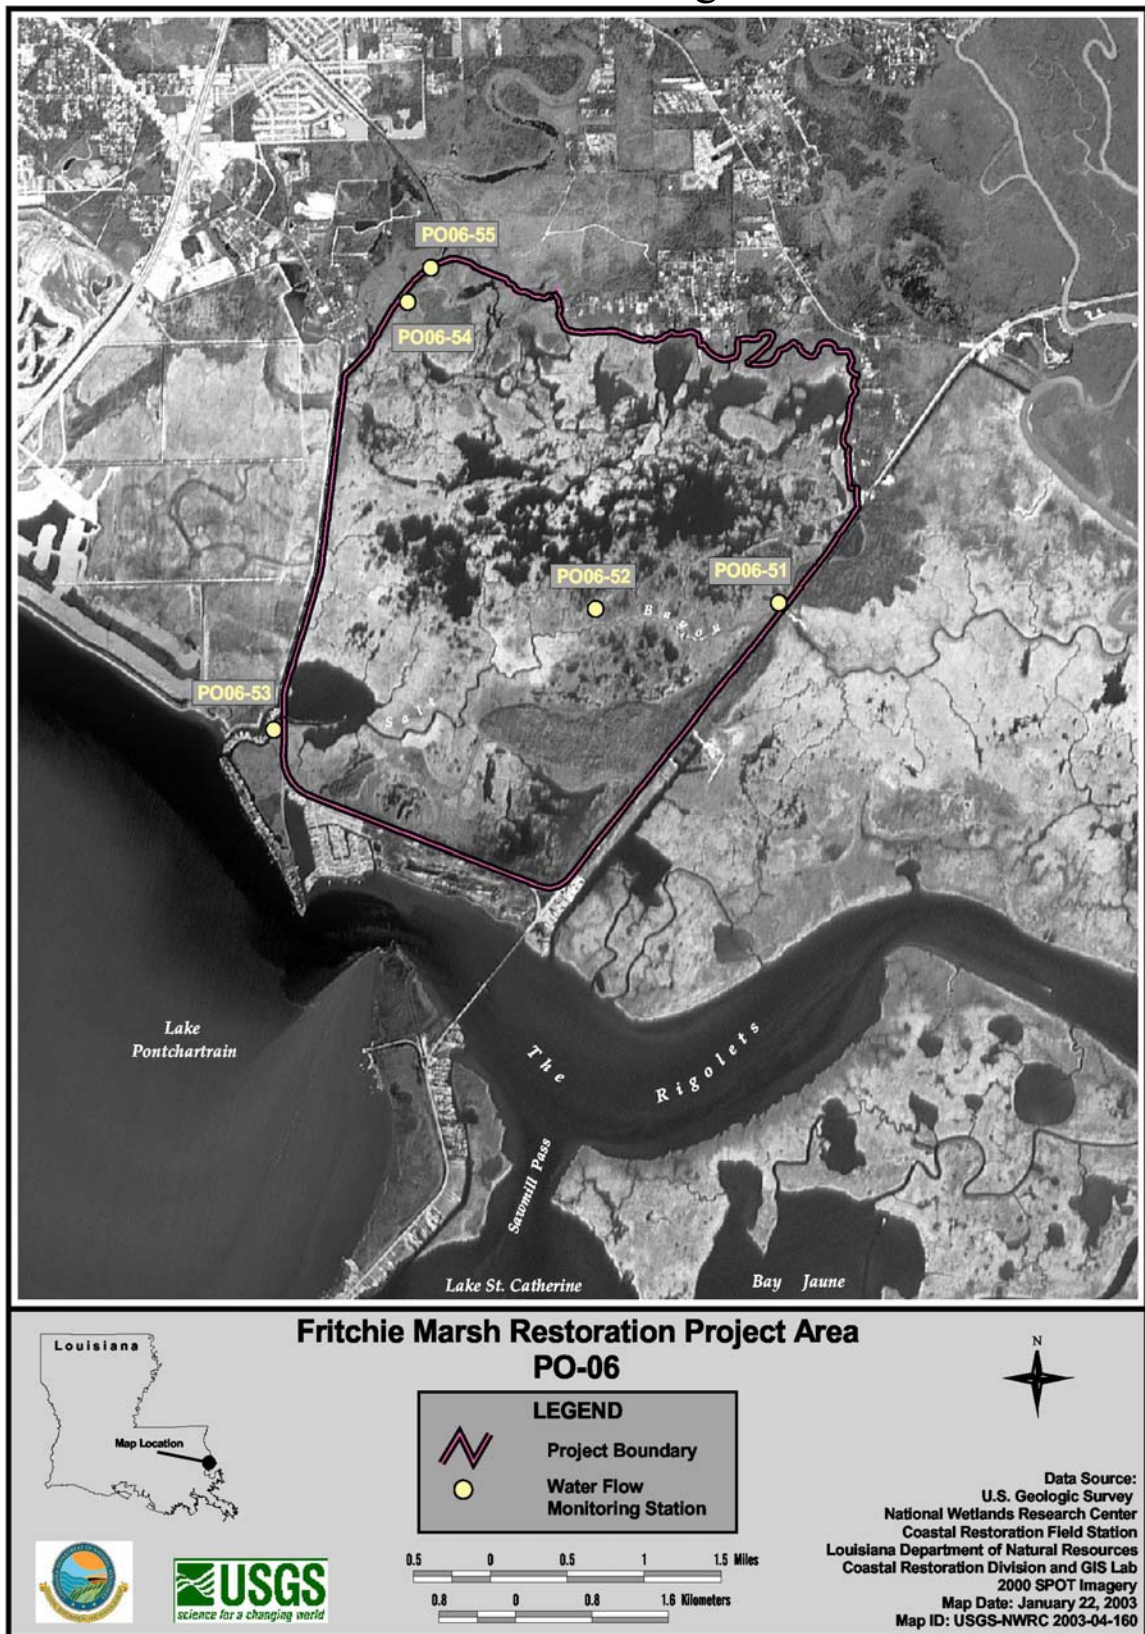 PO06-55
PO06-54
PO06-52
PO06-51
Bayou
PO06-53
Salt
Lake
Pontchartrain
The
Rigolets
Sawmill Pass
Lake St. Catherine
Bay Jaune
Fritchie Marsh Restoration Project Area
PO-06
Louisiana
Map Location
LEGEND
Project Boundary
Water Flow
Monitoring Station
N
0.5 0 0.5 1 1.5 Miles
0.8 0 0.8 1.6 Kilometers
USGS
science for a changing world
Data Source:
U.S. Geologic Survey
National Wetlands Research Center
Coastal Restoration Field Station
Louisiana Department of Natural Resources
Coastal Restoration Division and GIS Lab
2000 SPOT Imagery
Map Date: January 22, 2003
Map ID: USGS-NWRC 2003-04-160